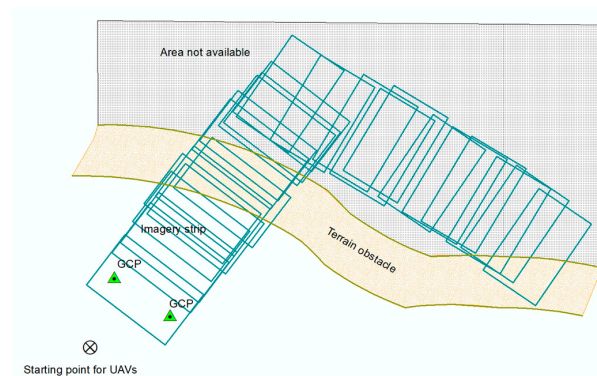 Area not available
Imagery strip
Terrain obstacle
GCP
GCP
Starting point for UAVs